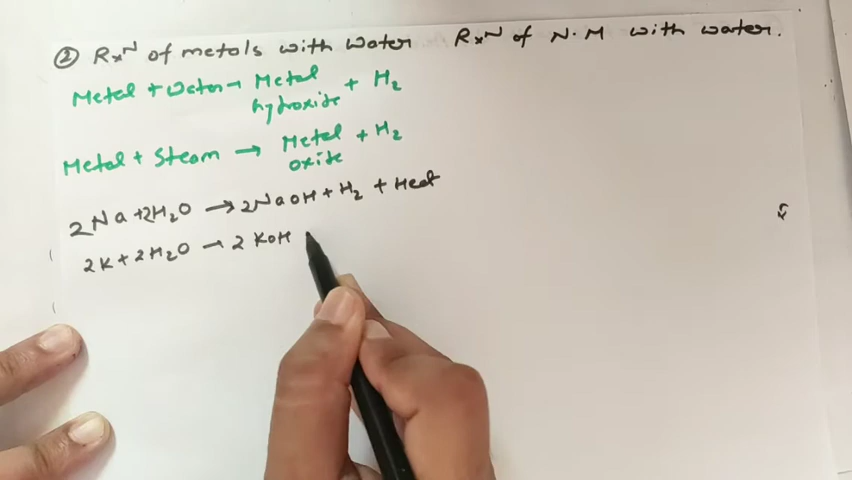 ② RxN of metals with water RxN of N.M with water.
Metal + Water → Metal hydroxide + H₂
Metal + Steam → Metal oxide + H₂
2Na + 2H₂O → 2NaOH + H₂ + Heat
2K + 2H₂O → 2KOH